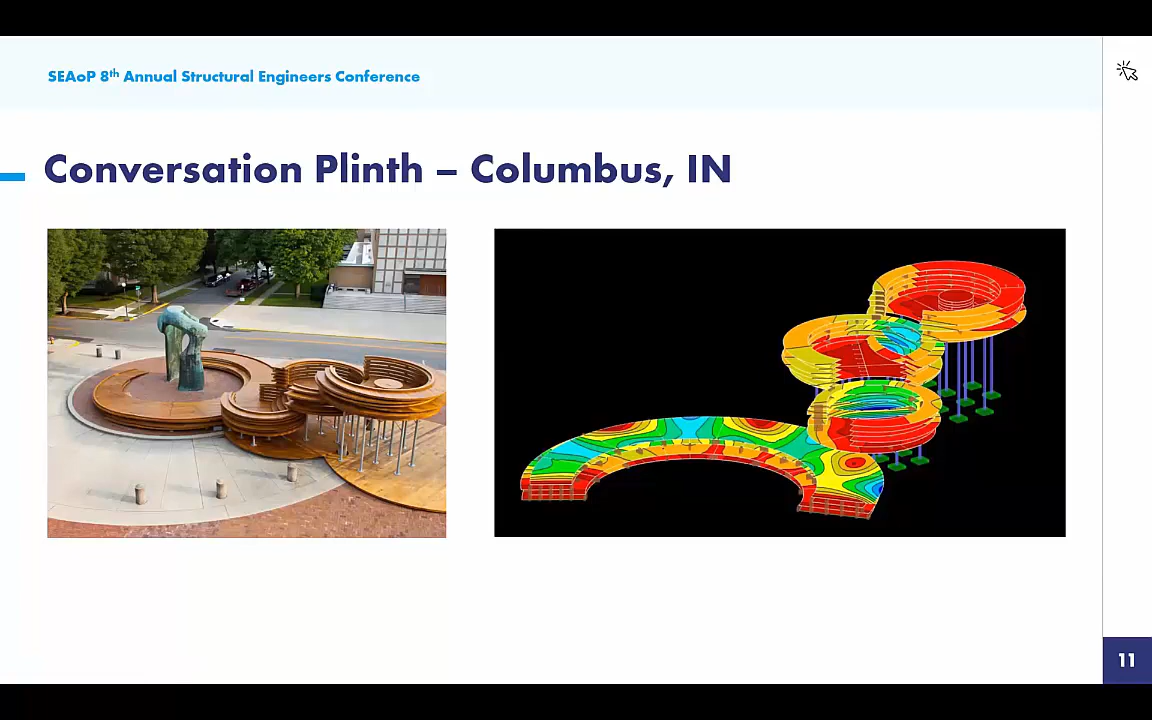 SEAoP 8th Annual Structural Engineers Conference
Conversation Plinth – Columbus, IN
11